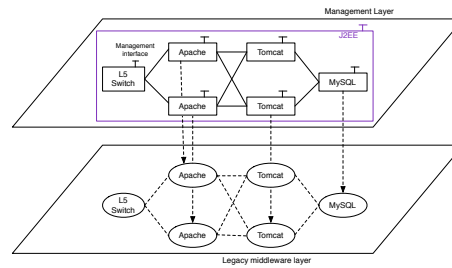 Management Layer
J2EE
Management
interface
Apache
Tomcat
L5
Switch
MySQL
Apache
Tomcat
Apache
Tomcat
L5
Switch
MySQL
Apache
Tomcat
Legacy middleware layer